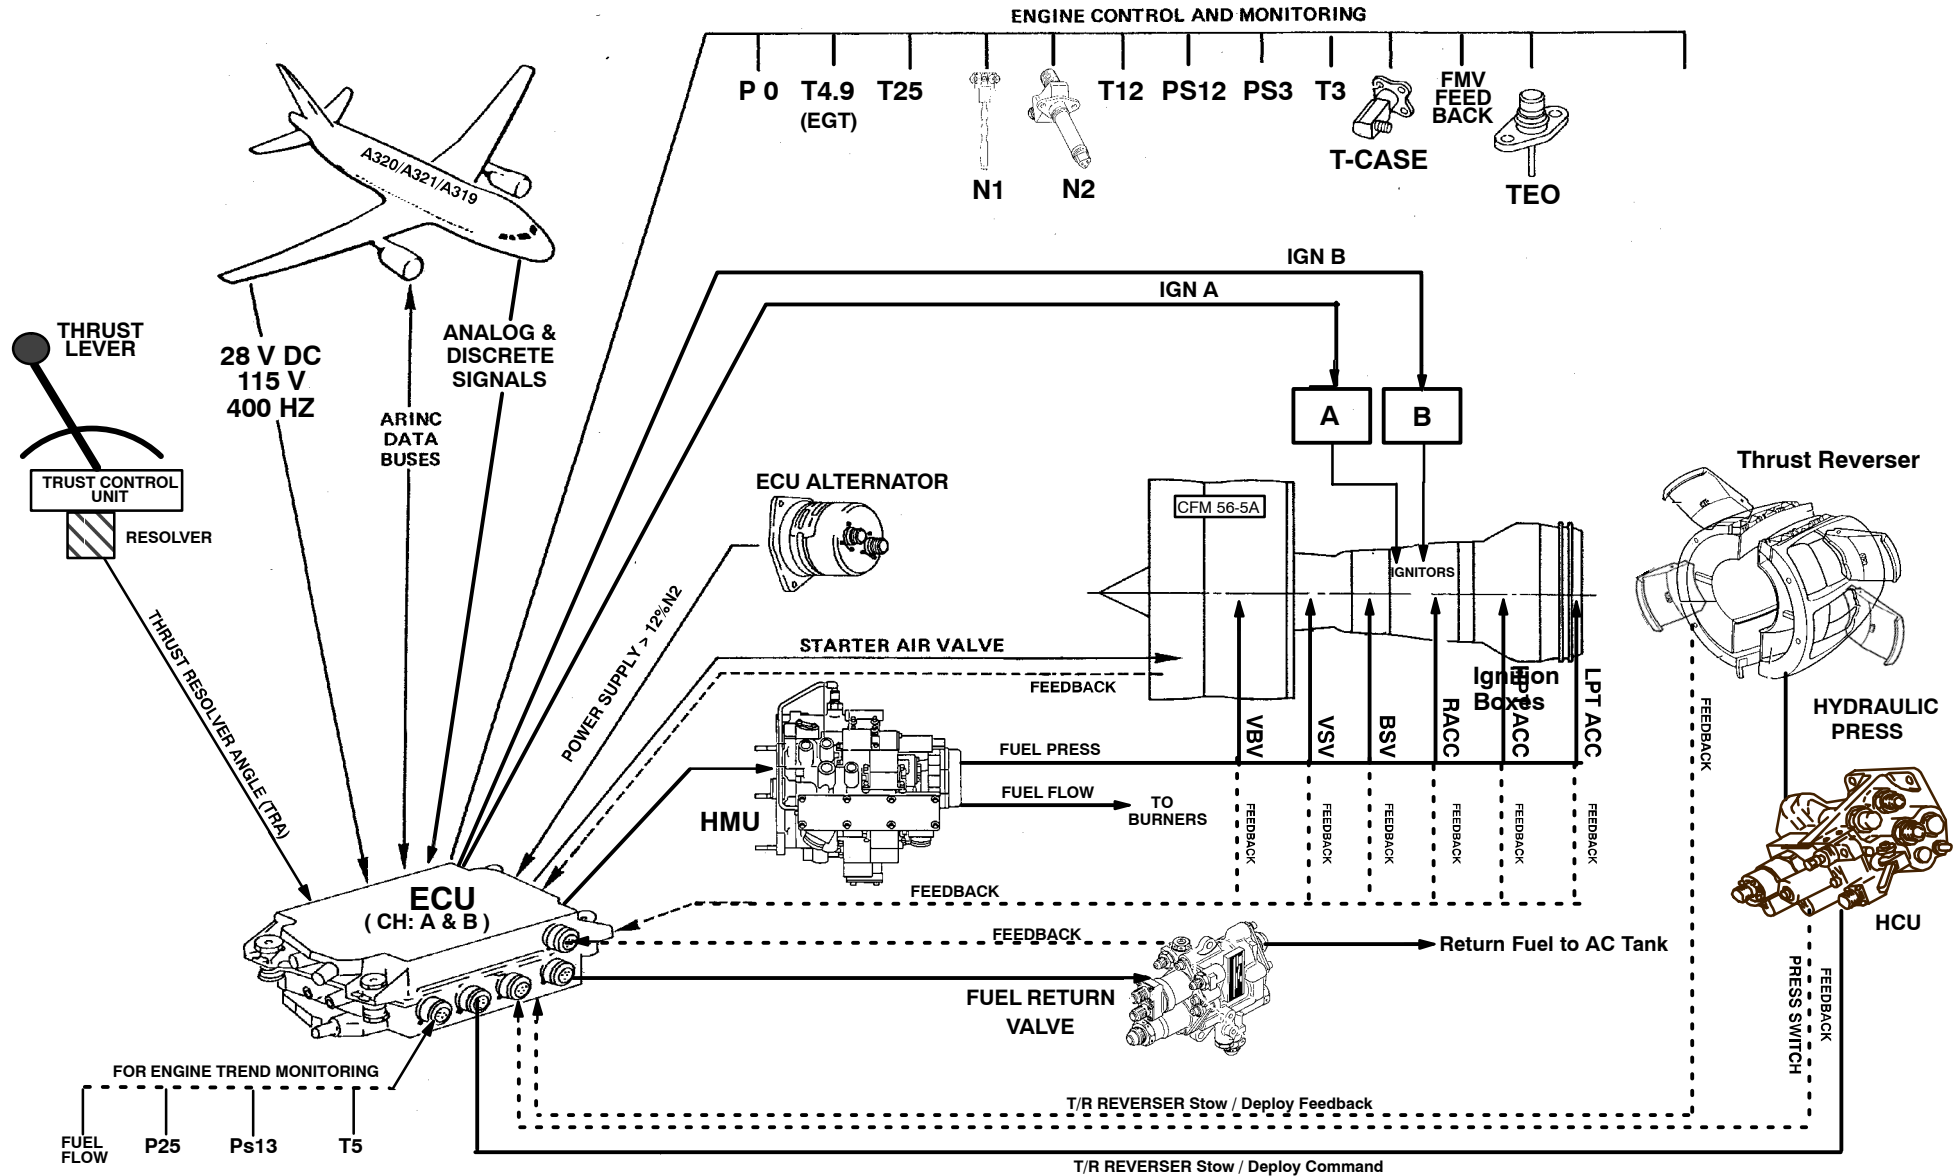 ENGINE CONTROL AND MONITORING
P 0
T4.9
(EGT)
T25
N1
N2
T12
PS12
PS3
T3
T-CASE
FMV
FEED
BACK
TEO
A320/A321/A319
IGN B
IGN A
THRUST
LEVER
28 V DC
115 V
400 HZ
ARINC
DATA
BUSES
ANALOG &
DISCRETE
SIGNALS
A
B
TRUST CONTROL
UNIT
RESOLVER
THRUST RESOLVER ANGLE (TRA)
ECU ALTERNATOR
POWER SUPPLY > 12%N2
CFM 56-5A
IGNITORS
Thrust Reverser
STARTER AIR VALVE
FEEDBACK
Ignition
Boxes
VBV
VSV
BSV
RACC
HPT ACC
LPT ACC
FEEDBACK
HYDRAULIC
PRESS
HMU
FUEL PRESS
FUEL FLOW
TO
BURNERS
FEEDBACK
FEEDBACK
FEEDBACK
FEEDBACK
FEEDBACK
FEEDBACK
FEEDBACK
ECU
( CH: A & B )
HCU
FEEDBACK
Return Fuel to AC Tank
FUEL RETURN
VALVE
PRESS SWITCH
FEEDBACK
FOR ENGINE TREND MONITORING
FUEL
FLOW
P25
Ps13
T5
T/R REVERSER Stow / Deploy Feedback
T/R REVERSER Stow / Deploy Command